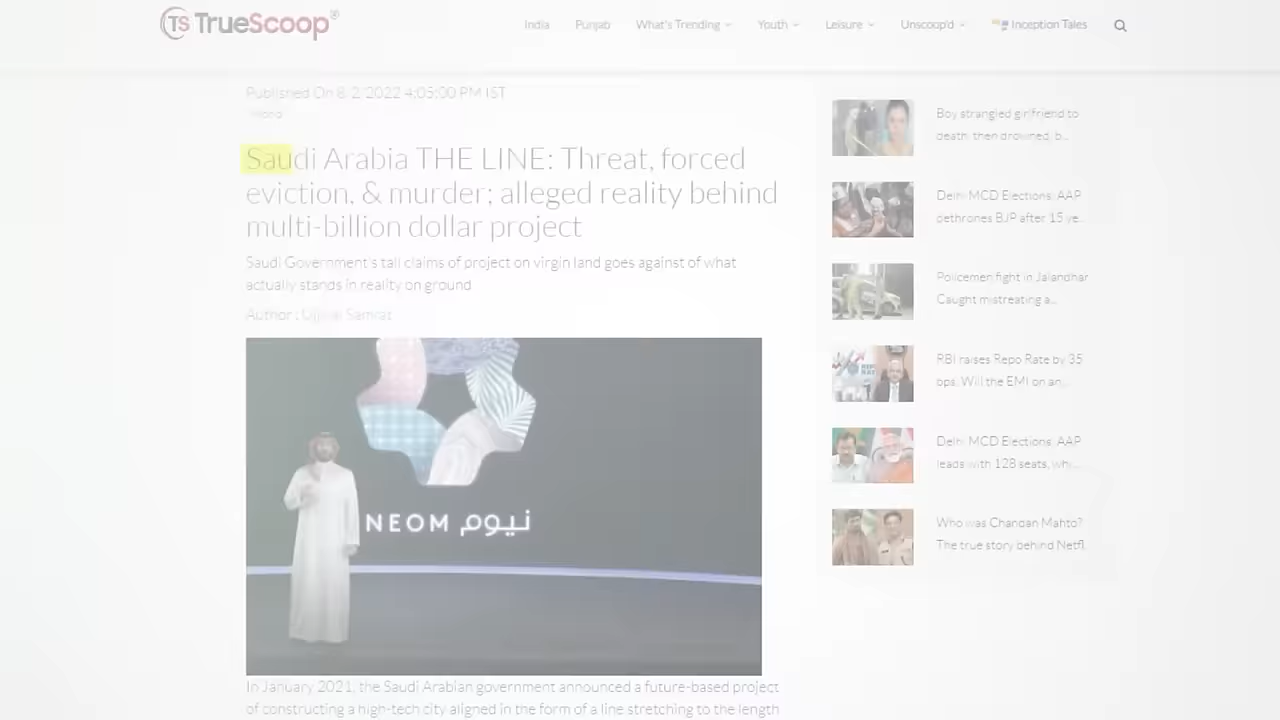 TS TrueScoop
India Punjab What's Trending Youth Leisure Unscoop'd Inception Tales
Published On 8/2/2022 4:05:00 PM IST
World
Saudi Arabia THE LINE: Threat, forced
eviction, & murder; alleged reality behind
multi-billion dollar project
Saudi Government's tall claims of project on virgin land goes against of what
actually stands in reality on ground
Author : Ujjwal Samrat
NEOM نيوم
In January 2021, the Saudi Arabian government announced a future-based project
of constructing a high-tech city aligned in the form of a line stretching to the length
Boy strangled girlfriend to
death, then drowned, b...
Delhi MCD Elections: AAP
dethrones BJP after 15 ye...
Policemen fight in Jalandhar
Caught mistreating a...
RBI raises Repo Rate by 35
bps. Will the EMI on an...
Delhi MCD Elections: AAP
leads with 128 seats, whi...
Who was Chandan Mahto?
The true story behind Netfl..